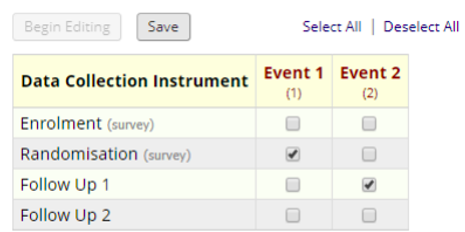 Begin Editing Save Select All | Deselect All
Data Collection Instrument Event 1 Event 2
(1) (2)
Enrolment (survey)
Randomisation (survey)
Follow Up 1
Follow Up 2